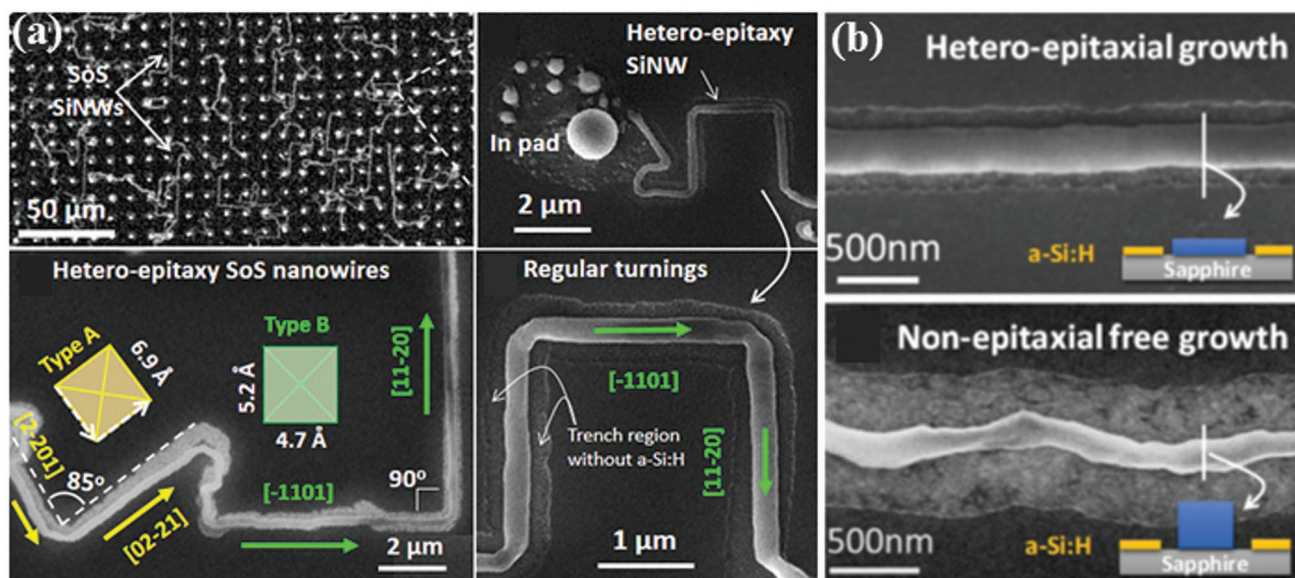 (a)
SoS
SiNWs
50 μm
Hetero-epitaxy
SiNW
In pad
2 μm
Hetero-epitaxy SoS nanowires
Type A
6.9 Å
Type B
5.2 Å
4.7 Å
[11-20]
[2-201]
85º
[02-21]
[-1101]
90º
2 μm
Regular turnings
[-1101]
[11-20]
Trench region
without a-Si:H
1 μm
(b)
Hetero-epitaxial growth
500nm
a-Si:H
Sapphire
Non-epitaxial free growth
500nm
a-Si:H
Sapphire